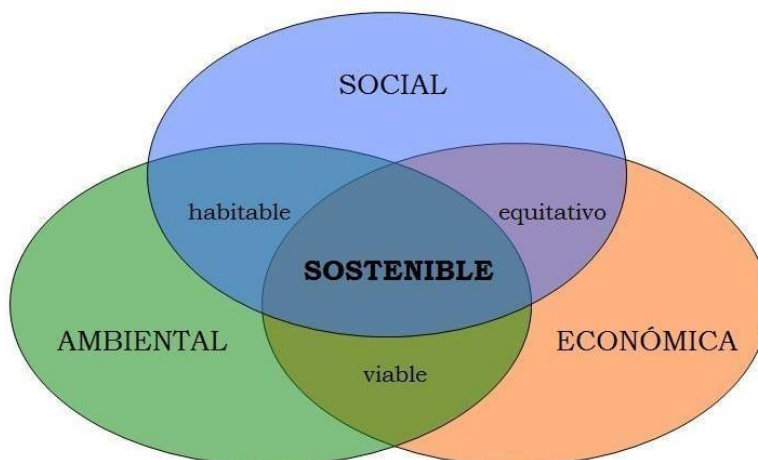 SOCIAL
habitable
equitativo
SOSTENIBLE
AMBIENTAL
ECONÓMICA
viable